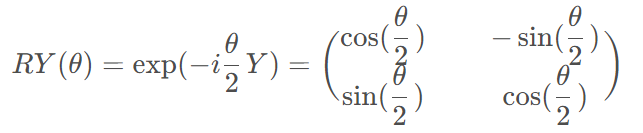 RY(θ) = exp(−i θ/2 Y) = ( cos(θ/2) − sin(θ/2)
sin(θ/2) cos(θ/2) )